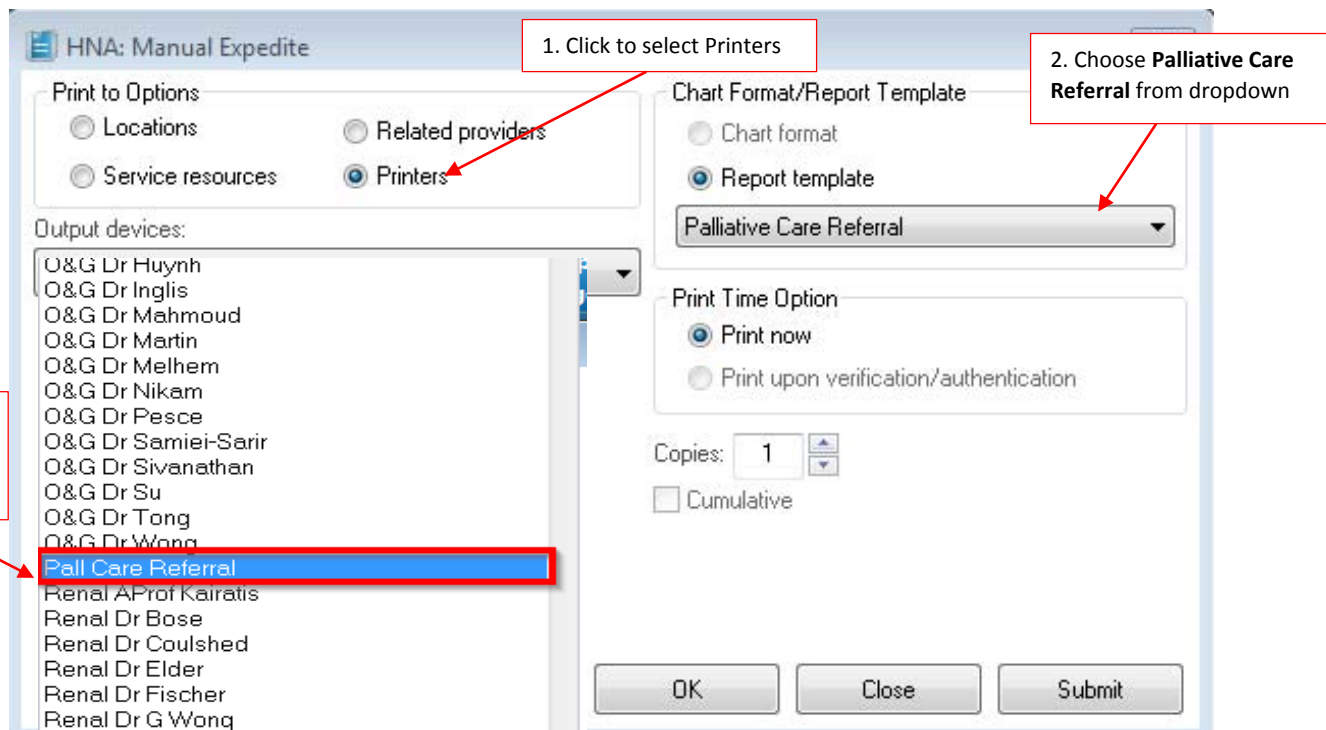 HNA: Manual Expedite
1. Click to select Printers
2. Choose Palliative Care
Referral from dropdown
Print to Options
Locations
Related providers
Service resources
Printers
Output devices:
O&G Dr Huynh
O&G Dr Inglis
O&G Dr Mahmoud
O&G Dr Martin
O&G Dr Melhem
O&G Dr Nikam
O&G Dr Pesce
O&G Dr Samiei-Sarir
O&G Dr Sivanathan
O&G Dr Su
O&G Dr Tong
O&G Dr Wong
Pall Care Referral
Renal AProf Kairatis
Renal Dr Bose
Renal Dr Coulshed
Renal Dr Elder
Renal Dr Fischer
Renal Dr G Wong
Chart Format/Report Template
Chart format
Report template
Palliative Care Referral
Print Time Option
Print now
Print upon verification/authentication
Copies: 1
Cumulative
OK Close Submit